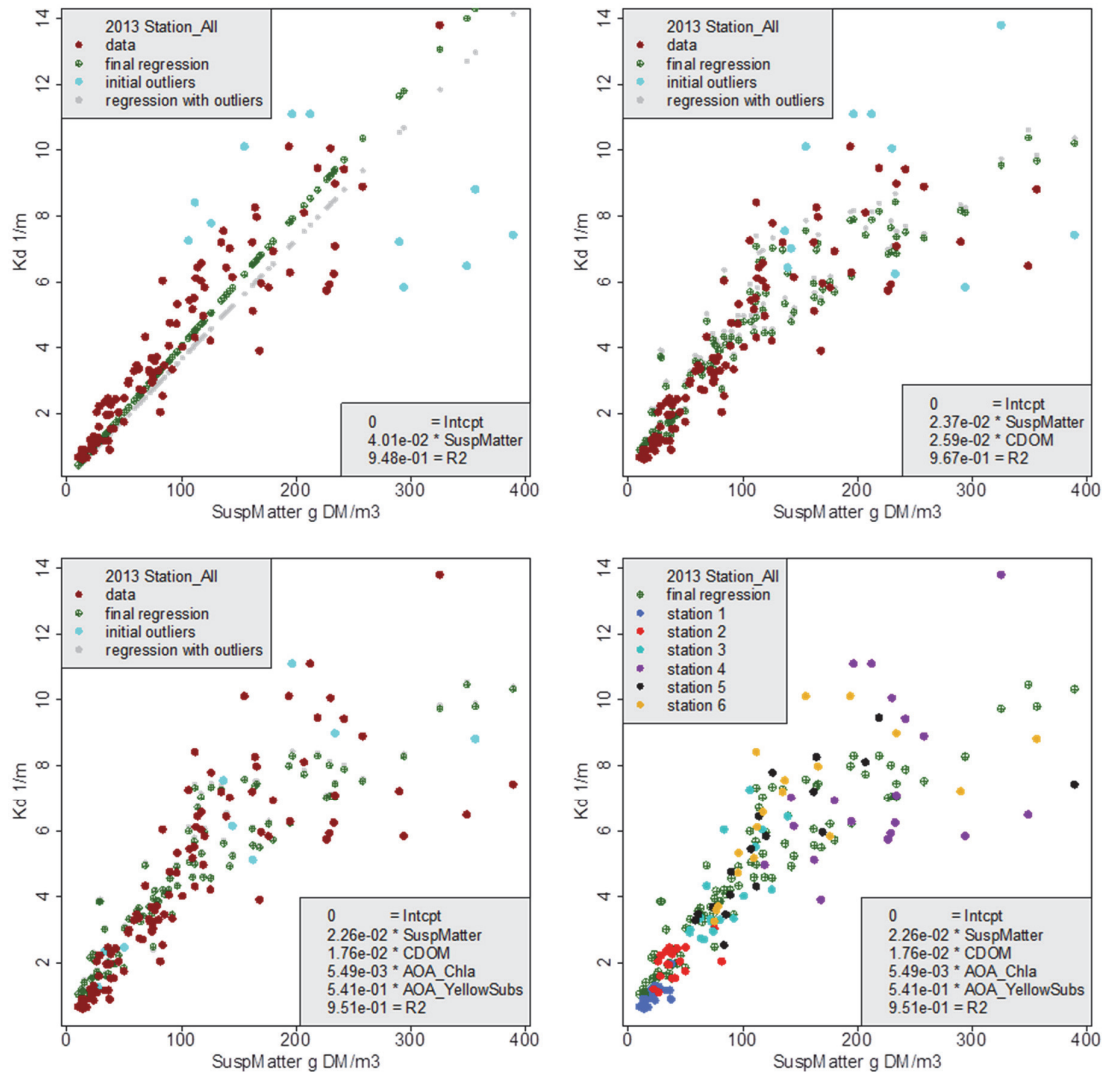 2013 Station_All
data
final regression
initial outliers
regression with outliers
14
12
10
8
6
4
2
Kd 1/m
0 = Intcpt
4.01e-02 * SuspMatter
9.48e-01 = R2
0 100 200 300 400
SuspMatter g DM/m3
2013 Station_All
data
final regression
initial outliers
regression with outliers
14
12
10
8
6
4
2
Kd 1/m
0 = Intcpt
2.37e-02 * SuspMatter
2.59e-02 * CDOM
9.67e-01 = R2
0 100 200 300 400
SuspMatter g DM/m3
2013 Station_All
data
final regression
initial outliers
regression with outliers
14
12
10
8
6
4
2
Kd 1/m
0 = Intcpt
2.26e-02 * SuspMatter
1.76e-02 * CDOM
5.49e-03 * AOA_Chla
5.41e-01 * AOA_YellowSubs
9.51e-01 = R2
0 100 200 300 400
SuspMatter g DM/m3
2013 Station_All
final regression
station 1
station 2
station 3
station 4
station 5
station 6
14
12
10
8
6
4
2
Kd 1/m
0 = Intcpt
2.26e-02 * SuspMatter
1.76e-02 * CDOM
5.49e-03 * AOA_Chla
5.41e-01 * AOA_YellowSubs
9.51e-01 = R2
0 100 200 300 400
SuspMatter g DM/m3